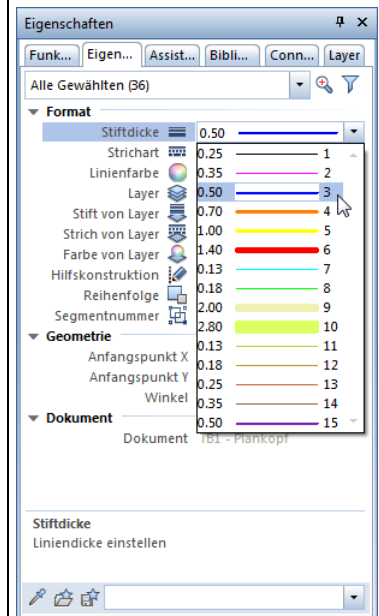 Eigenschaften
Funk... Eigen... Assist... Bibli... Conn... Layer
Alle Gewählten (36)
Format
Stiftdicke 0.50
Strichart 0.25 1
Linienfarbe 0.35 2
Layer 0.50 3
Stift von Layer 0.70 4
Strich von Layer 1.00 5
Farbe von Layer 1.40 6
Hilfskonstruktion 0.13 7
Reihenfolge 0.18 8
Segmentnummer 2.00 9
Geometrie 2.80 10
Anfangspunkt X 0.13 11
Anfangspunkt Y 0.18 12
Winkel 0.25 13
Dokument 0.35 14
0.50 15
Dokument TB1 - Plankopf
Stiftdicke
Liniendicke einstellen